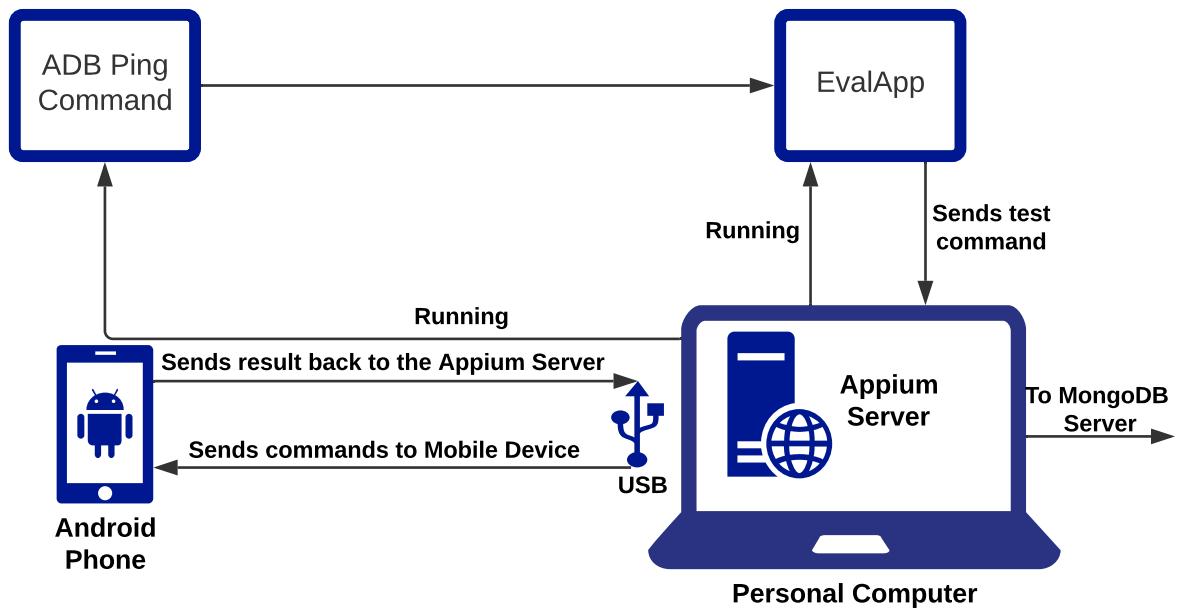 ADB Ping
Command
EvalApp
Sends test
command
Running
Running
Sends result back to the Appium Server
Appium
Server
To MongoDB
Server
Sends commands to Mobile Device
USB
Android
Phone
Personal Computer